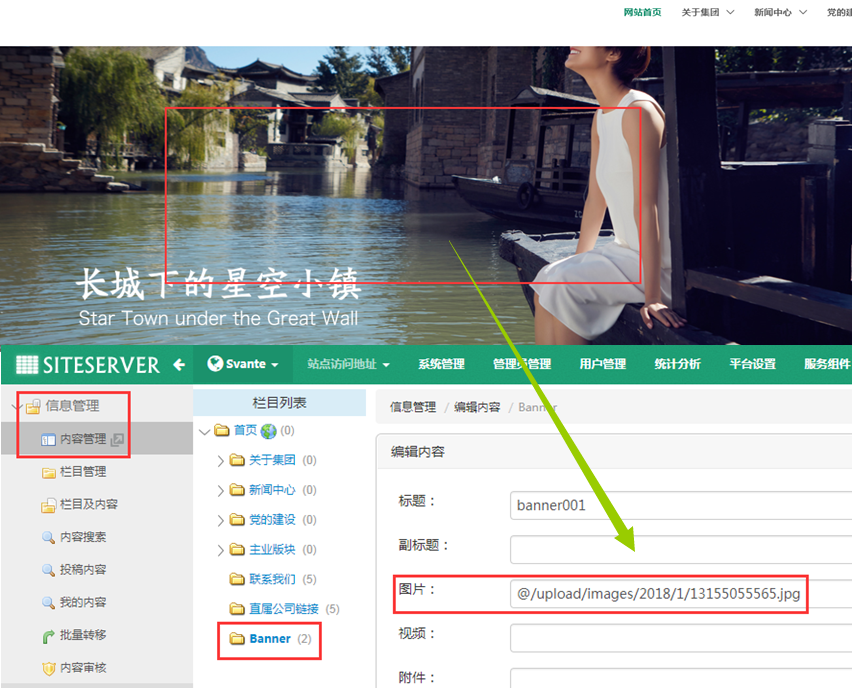 网站首页 关于集团 新闻中心 党的建
长城下的星空小镇
Star Town under the Great Wall
SITESERVER Svante 站点访问地址 系统管理 管理员管理 用户管理 统计分析 平台设置 服务组件
信息管理
内容管理
栏目管理
栏目及内容
内容搜索
投稿内容
我的内容
批量转移
内容审核
栏目列表
首页 (0)
关于集团 (0)
新闻中心 (0)
党的建设 (0)
主业版块 (0)
联系我们 (5)
直属公司链接 (5)
Banner (2)
信息管理 / 编辑内容 / Banner
编辑内容
标题： banner001
副标题：
图片： @/upload/images/2018/1/13155055565.jpg
视频：
附件：